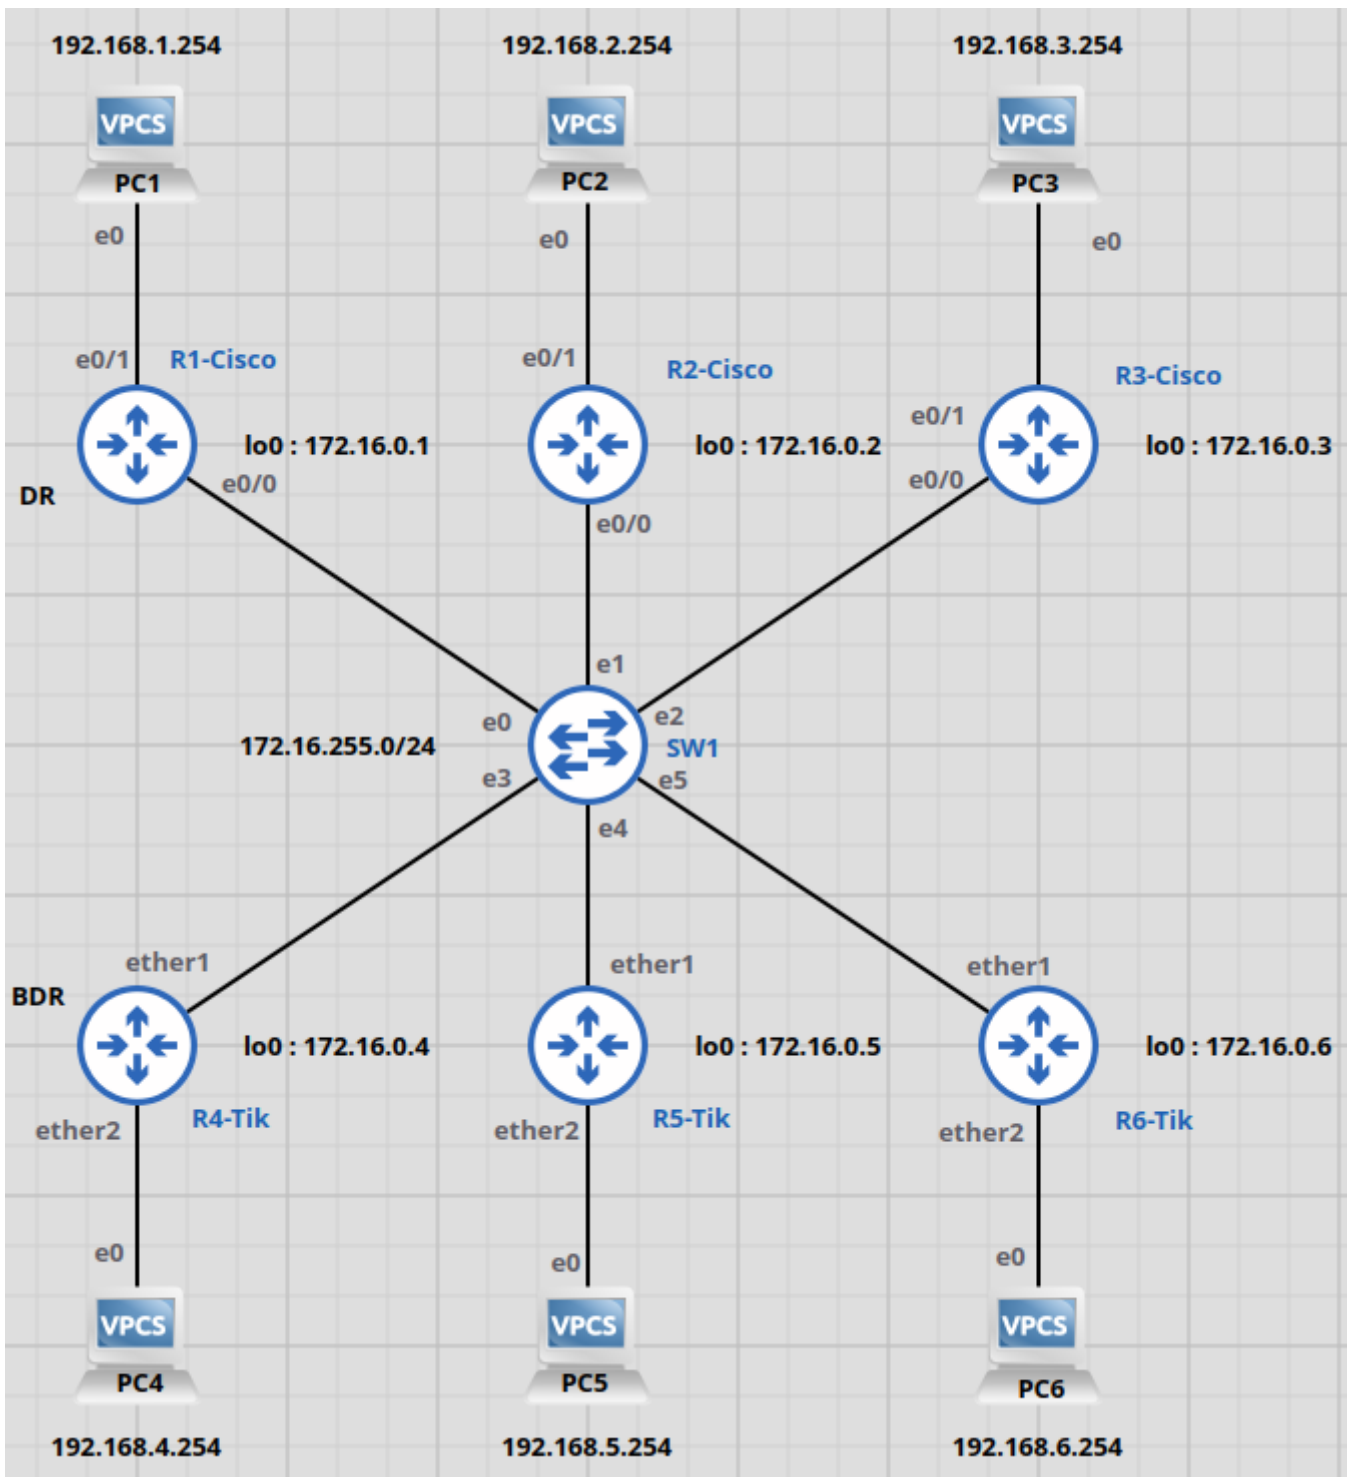 192.168.1.254
192.168.2.254
192.168.3.254
VPCS
VPCS
VPCS
PC1
PC2
PC3
e0
e0
e0
e0/1
R1-Cisco
e0/1
R2-Cisco
R3-Cisco
e0/1
lo0 : 172.16.0.1
lo0 : 172.16.0.2
lo0 : 172.16.0.3
DR
e0/0
e0/0
e0/0
e1
e0
e2
172.16.255.0/24
SW1
e3
e5
e4
ether1
ether1
ether1
BDR
lo0 : 172.16.0.4
lo0 : 172.16.0.5
lo0 : 172.16.0.6
R4-Tik
R5-Tik
R6-Tik
ether2
ether2
ether2
e0
e0
e0
VPCS
VPCS
VPCS
PC4
PC5
PC6
192.168.4.254
192.168.5.254
192.168.6.254